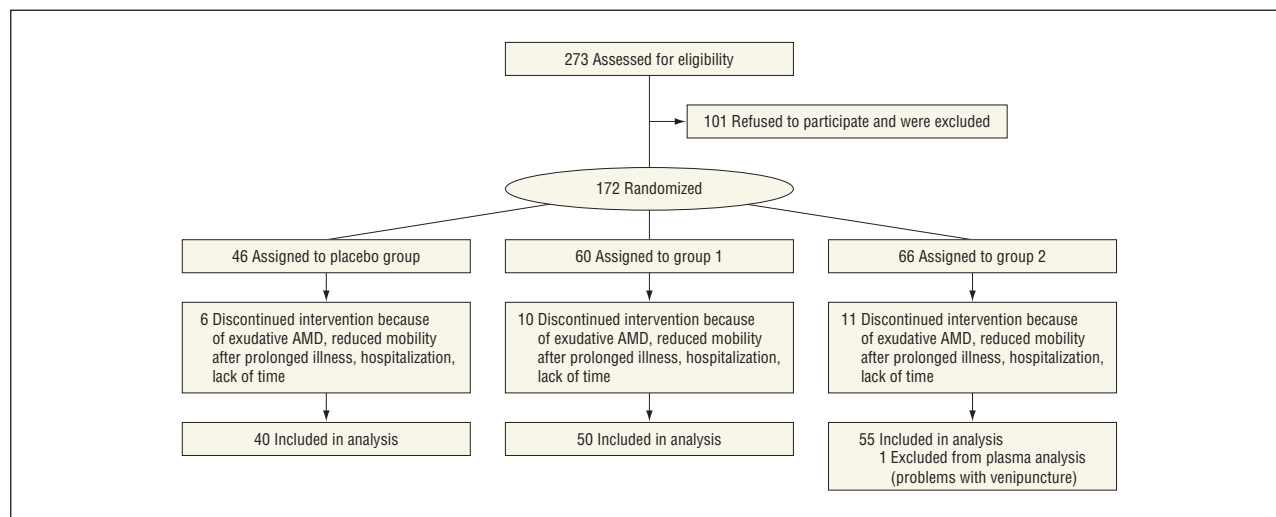 273 Assessed for eligibility
101 Refused to participate and were excluded
172 Randomized
46 Assigned to placebo group
60 Assigned to group 1
66 Assigned to group 2
6 Discontinued intervention because
of exudative AMD, reduced mobility
after prolonged illness, hospitalization,
lack of time
10 Discontinued intervention because
of exudative AMD, reduced mobility
after prolonged illness, hospitalization,
lack of time
11 Discontinued intervention because
of exudative AMD, reduced mobility
after prolonged illness, hospitalization,
lack of time
40 Included in analysis
50 Included in analysis
55 Included in analysis
1 Excluded from plasma analysis
(problems with venipuncture)